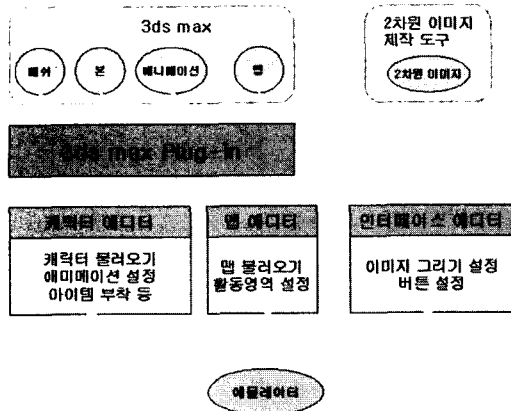 3ds max
2차원 이미지
제작 도구
메쉬
본
애니메이션
맵
2차원 이미지
3ds max Plug-in
캐릭터 에디터
맵 에디터
인터페이스 에디터
캐릭터 불러오기
애미메이션 설정
아이템 부착 등
맵 불러오기
활동영역 설정
이미지 그리기 설정
버튼 설정
에뮬레이터